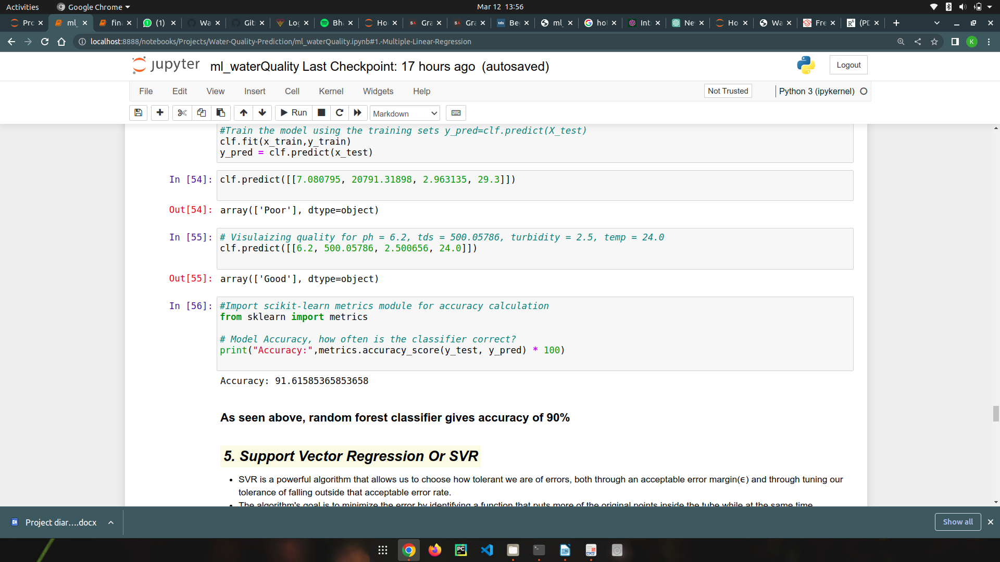 Activities
Google Chrome
Mar 12 13:56
Pro
ml_
fin
(1)
Wa
Git
Log
Bha
Ho
Gra
Gra
tds
Be
ml_
hol
Int
Ne
Ho
Wa
Fre
(PD
localhost:8888/notebooks/Projects/Water-Quality-Prediction/ml_waterQuality.ipynb#1.-Multiple-Linear-Regression
K
jupyter ml_waterQuality Last Checkpoint: 17 hours ago (autosaved)
Logout
File Edit View Insert Cell Kernel Widgets Help
Not Trusted
Python 3 (ipykernel)
Run
Markdown
#Train the model using the training sets y_pred=clf.predict(X_test)
clf.fit(x_train,y_train)
y_pred = clf.predict(x_test)
In [54]: clf.predict([[7.080795, 20791.31898, 2.963135, 29.3]])
Out[54]: array(['Poor'], dtype=object)
In [55]: # Visulaizing quality for ph = 6.2, tds = 500.05786, turbidity = 2.5, temp = 24.0
clf.predict([[6.2, 500.05786, 2.500656, 24.0]])
Out[55]: array(['Good'], dtype=object)
In [56]: #Import scikit-learn metrics module for accuracy calculation
from sklearn import metrics
# Model Accuracy, how often is the classifier correct?
print("Accuracy:",metrics.accuracy_score(y_test, y_pred) * 100)
Accuracy: 91.61585365853658
As seen above, random forest classifier gives accuracy of 90%
5. Support Vector Regression Or SVR
• SVR is a powerful algorithm that allows us to choose how tolerant we are of errors, both through an acceptable error margin(ϵ) and through tuning our
tolerance of falling outside that acceptable error rate.
• The algorithm's goal is to minimize the error by identifying a function that puts more of the original points inside the tube while at the same time
Project diar....docx
Show all
PC